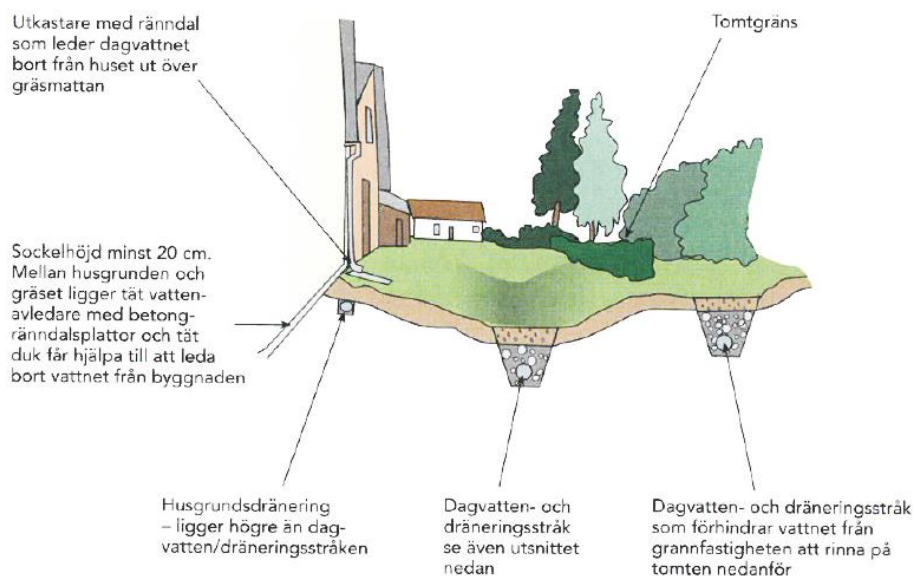 Utkastare med ränndal
som leder dagvattnet
bort från huset ut över
gräsmattan
Tomtgräns
Sockelhöjd minst 20 cm.
Mellan husgrunden och
gräset ligger tät vatten-
avledare med betong-
ränndalsplattor och tät
duk får hjälpa till att leda
bort vattnet från byggnaden
Husgrundsdränering
– ligger högre än dag-
vatten/dräneringsstråken
Dagvatten- och
dräneringsstråk
se även utsnittet
nedan
Dagvatten- och dräneringsstråk
som förhindrar vattnet från
grannfastigheten att rinna på
tomten nedanför